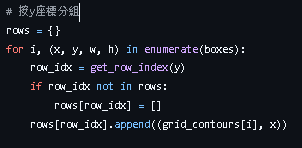 # 按y座標分組
rows = {}
for i, (x, y, w, h) in enumerate(boxes):
    row_idx = get_row_index(y)
    if row_idx not in rows:
        rows[row_idx] = []
    rows[row_idx].append((grid_contours[i], x))